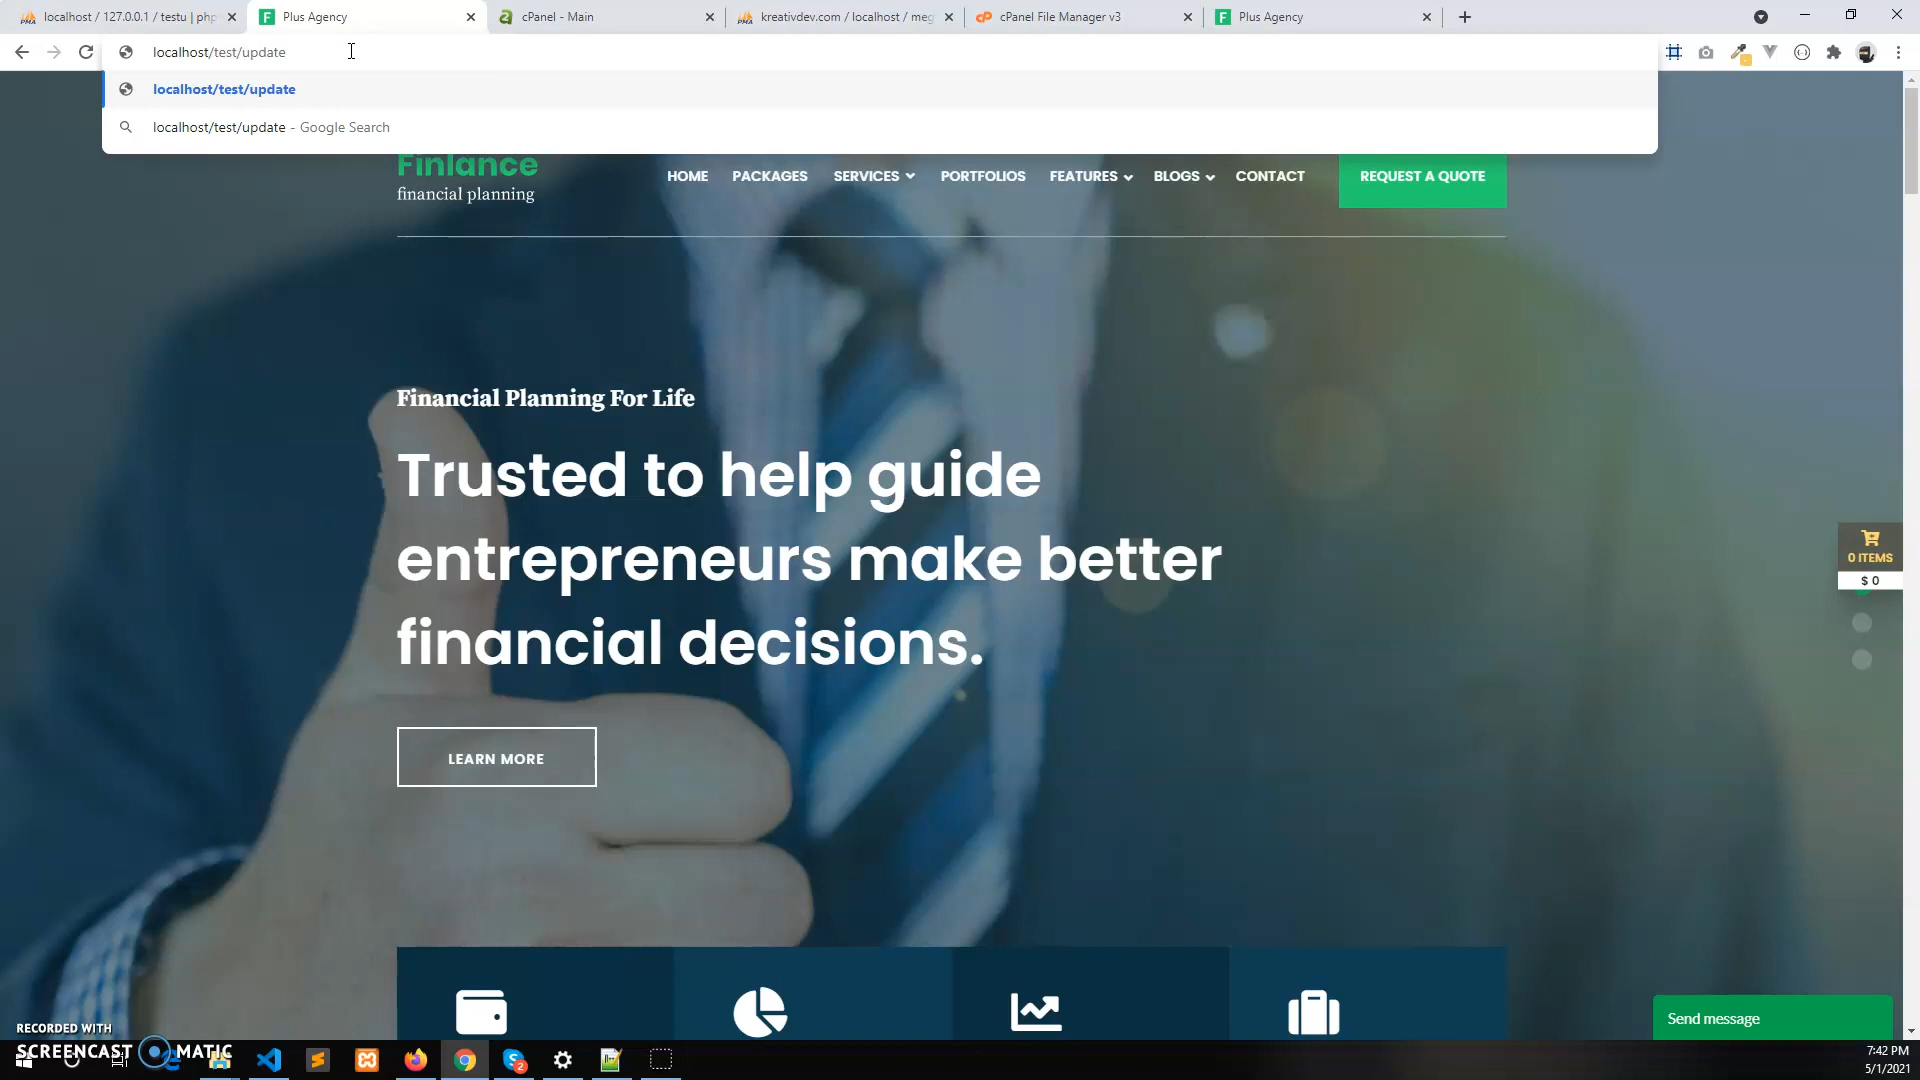 localhost / 127.0.0.1 / testu | php
Plus Agency
cPanel - Main
kreativdev.com / localhost / meg
cPanel File Manager v3
Plus Agency
localhost/test/update
localhost/test/update
localhost/test/update - Google Search
Finlance
financial planning
HOME
PACKAGES
SERVICES
PORTFOLIOS
FEATURES
BLOGS
CONTACT
REQUEST A QUOTE
Financial Planning For Life
Trusted to help guide
entrepreneurs make better
financial decisions.
LEARN MORE
0 ITEMS
$ 0
Send message
RECORDED WITH
SCREENCAST MATIC
7:42 PM
5/1/2021